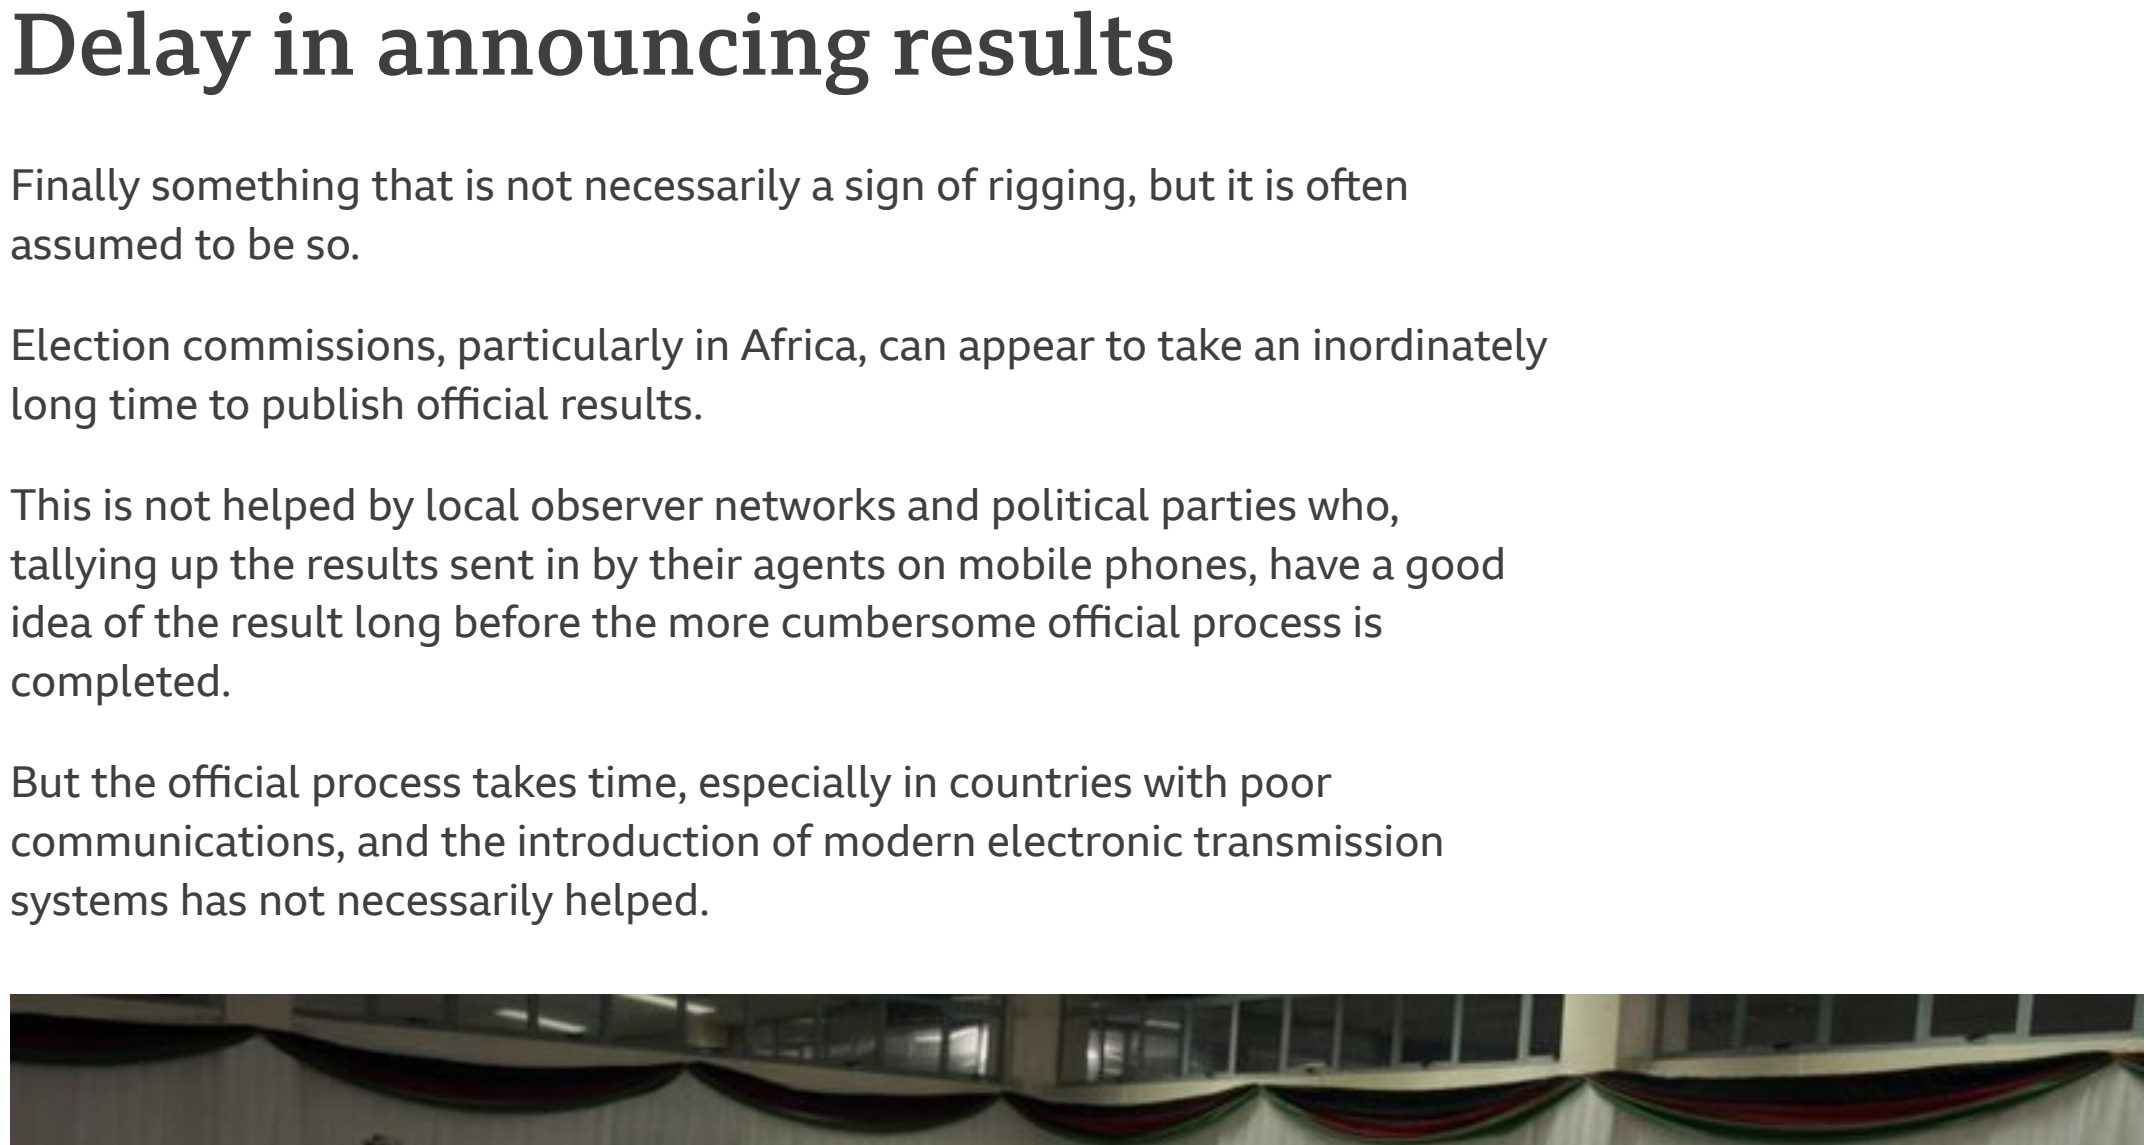 Delay in announcing results
Finally something that is not necessarily a sign of rigging, but it is often
assumed to be so.
Election commissions, particularly in Africa, can appear to take an inordinately
long time to publish official results.
This is not helped by local observer networks and political parties who,
tallying up the results sent in by their agents on mobile phones, have a good
idea of the result long before the more cumbersome official process is
completed.
But the official process takes time, especially in countries with poor
communications, and the introduction of modern electronic transmission
systems has not necessarily helped.